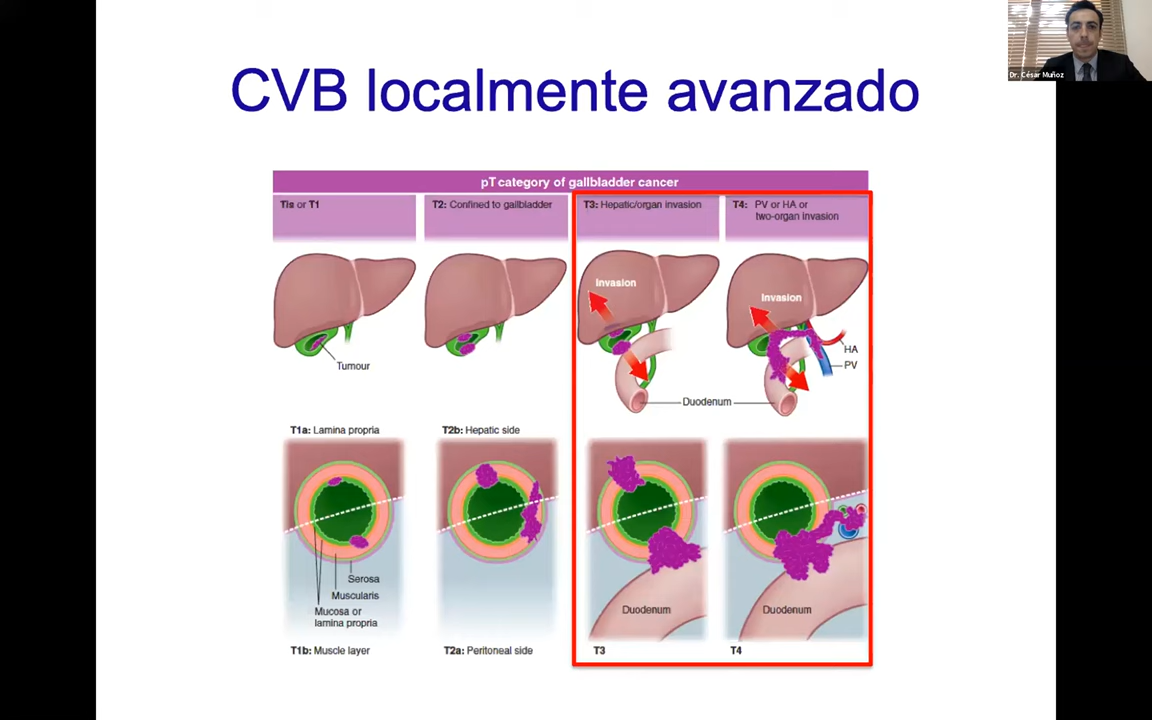 Dr. César Muñoz
CVB localmente avanzado
pT category of gallbladder cancer
Tis or T1
T2: Confined to gallbladder
T3: Hepatic/organ invasion
T4: PV or HA or
two-organ invasion
Invasion
Invasion
Tumour
HA
PV
Duodenum
T1a: Lamina propria
T2b: Hepatic side
Serosa
Muscularis
Mucosa or
lamina propria
Duodenum
Duodenum
T1b: Muscle layer
T2a: Peritoneal side
T3
T4